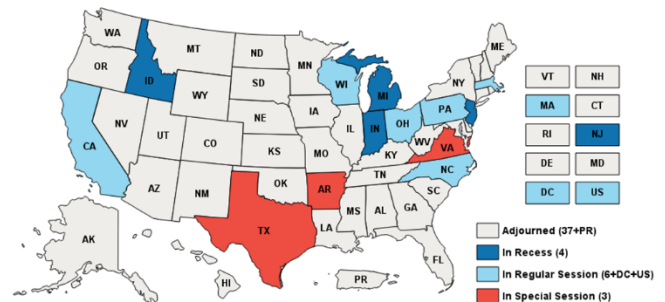 WA
MT
ND
MN
ME
OR
ID
WY
SD
WI
MI
NY
NV
UT
CO
NE
IA
IL
IN
OH
PA
CA
AZ
NM
KS
MO
KY
WV
VA
OK
AR
TN
NC
TX
LA
MS
AL
GA
SC
FL
AK
HI
PR
VT NH
MA CT
RI NJ
DE MD
DC US
Adjourned (37+PR)
In Recess (4)
In Regular Session (6+DC+US)
In Special Session (3)